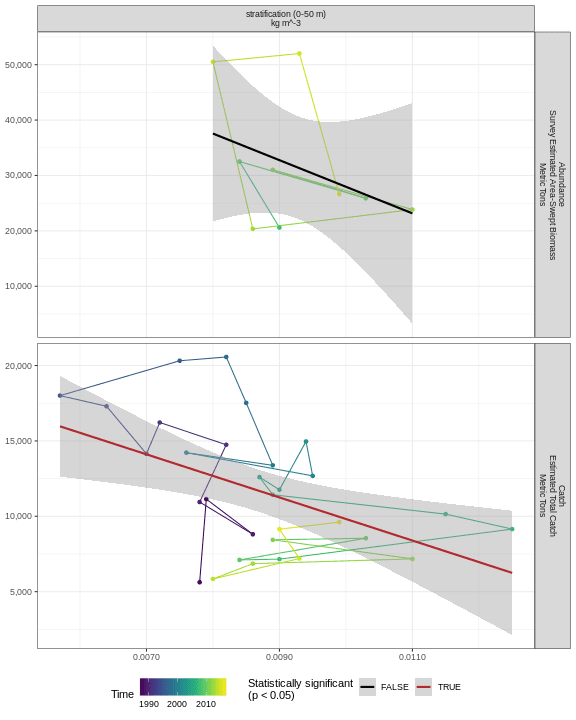 stratification (0-50 m)
kg m^-3
50,000
40,000
30,000
20,000
10,000
Abundance
Survey Estimated Area-Swept Biomass
Metric Tons
20,000
15,000
10,000
5,000
Catch
Estimated Total Catch
Metric Tons
0.0070 0.0090 0.0110
Time 1990 2000 2010
Statistically significant
(p < 0.05)
FALSE TRUE